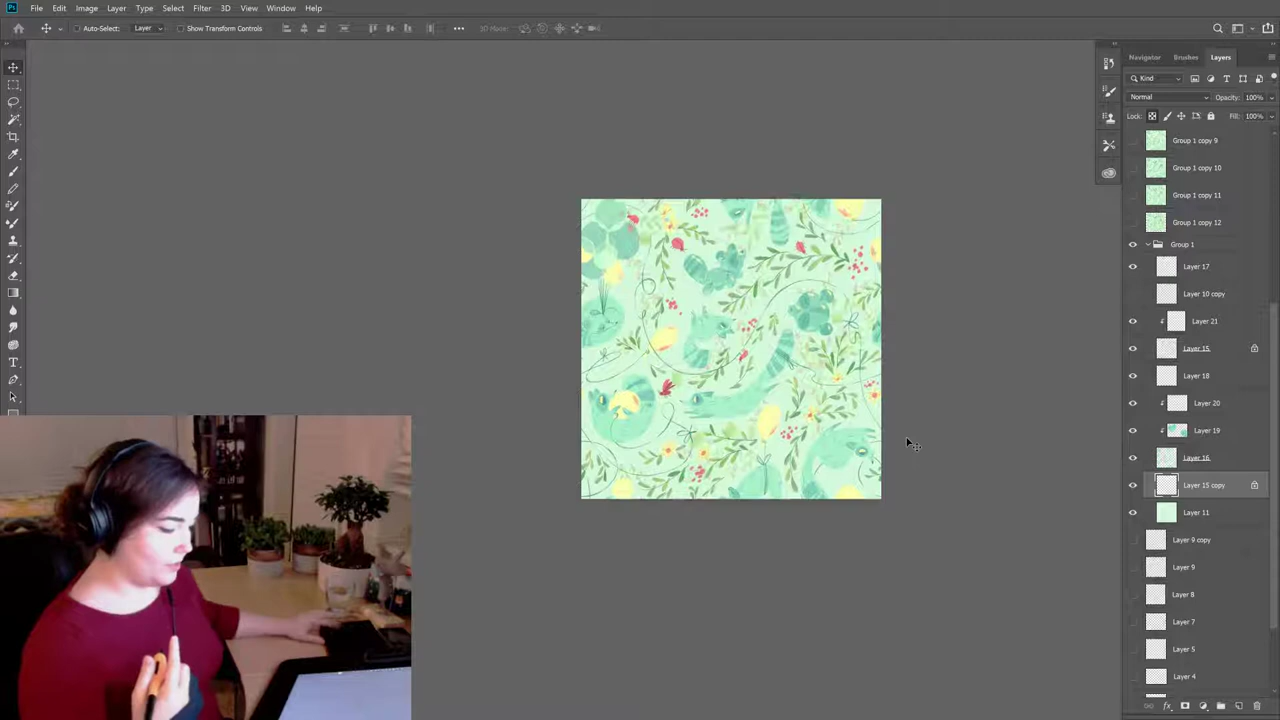 Ps File Edit Image Layer Type Select Filter 3D View Window Help
Auto-Select: Layer Show Transform Controls 3D Mode:
Navigator Brushes Layers
Kind
Normal Opacity: 100%
Lock: Fill: 100%
Group 1 copy 9
Group 1 copy 10
Group 1 copy 11
Group 1 copy 12
Group 1
Layer 17
Layer 10 copy
Layer 21
Layer 15
Layer 18
Layer 20
Layer 19
Layer 16
Layer 15 copy
Layer 11
Layer 9 copy
Layer 9
Layer 8
Layer 7
Layer 5
Layer 4
fx